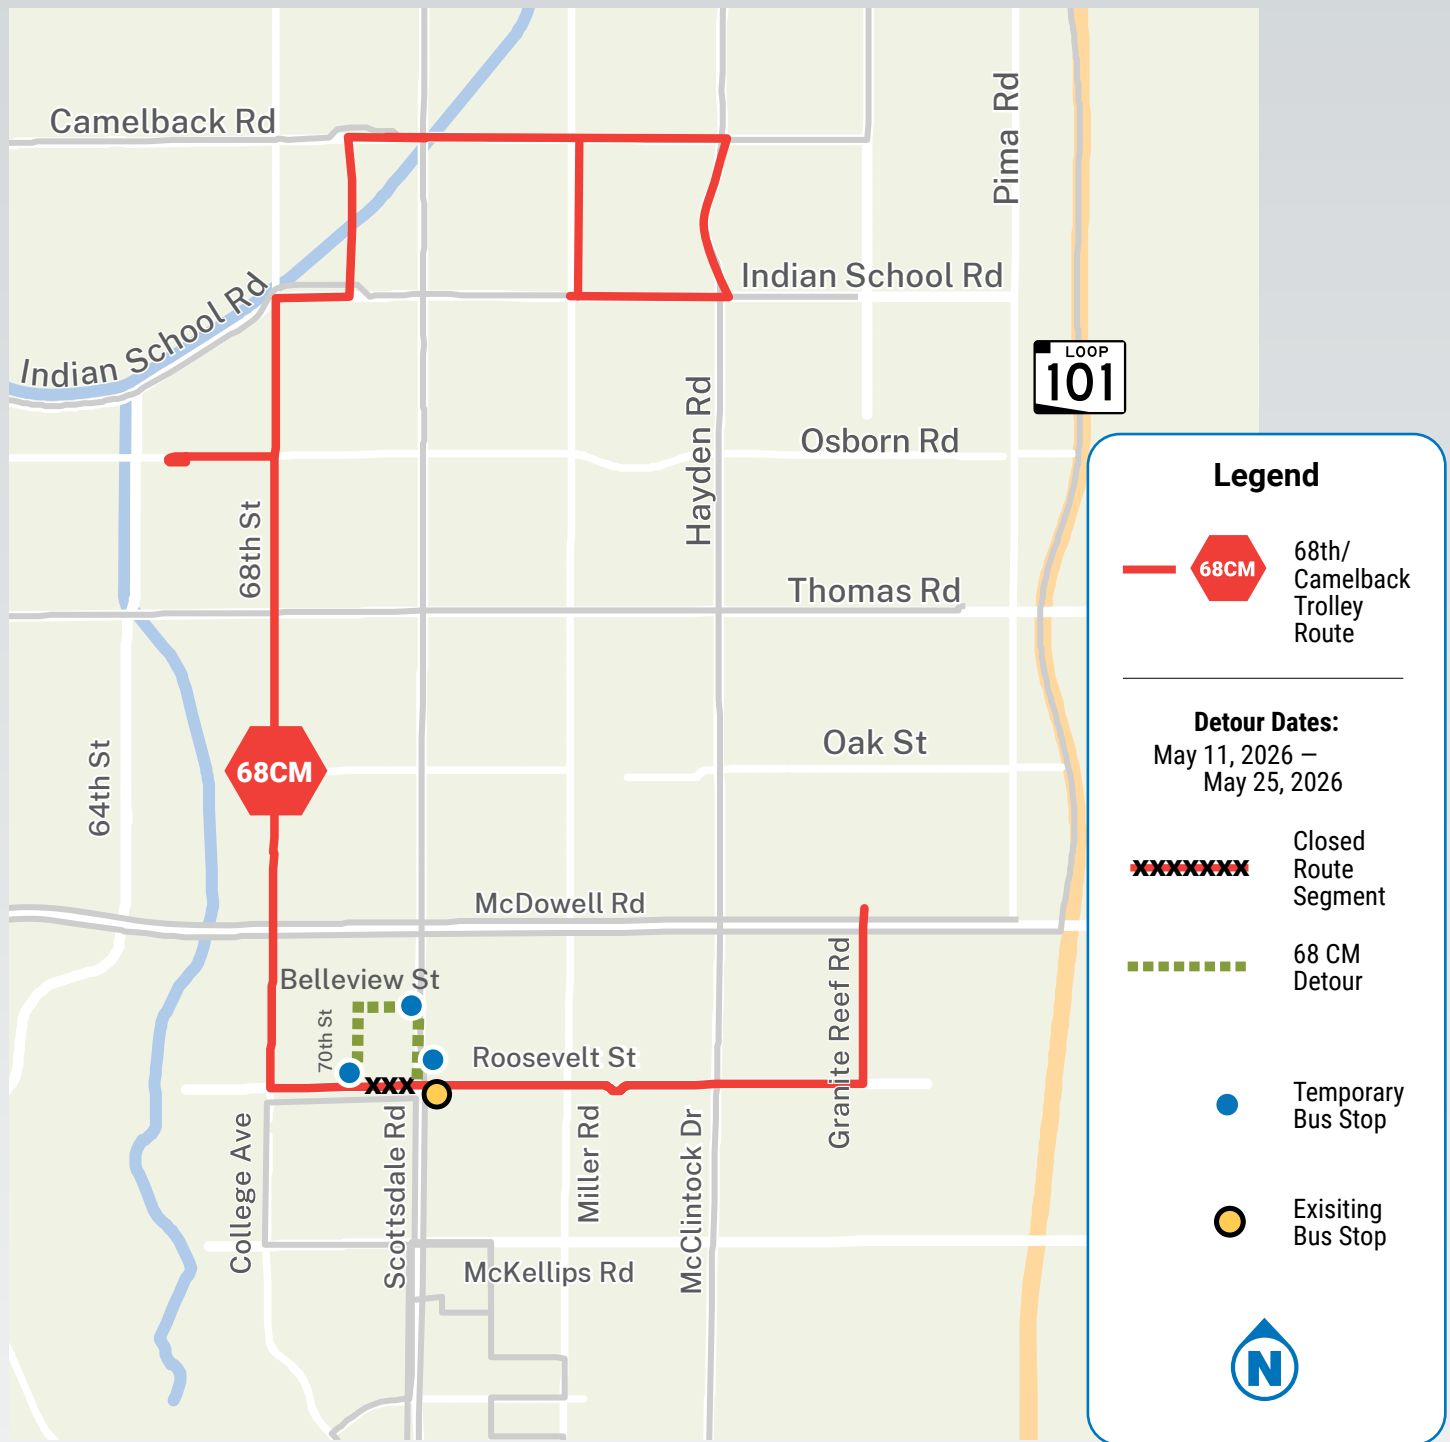 Camelback Rd
Pima Rd
Indian School Rd
Indian School Rd
LOOP
101
Hayden Rd
Osborn Rd
68th St
Thomas Rd
64th St
68CM
Oak St
McDowell Rd
Belleview St
70th St
Granite Reef Rd
xxx
Roosevelt St
College Ave
Scottsdale Rd
Miller Rd
McClintock Dr
McKellips Rd
Legend
68CM
68th/
Camelback
Trolley
Route
Detour Dates:
May 11, 2026 –
May 25, 2026
xxxxxxx
Closed
Route
Segment
68 CM
Detour
Temporary
Bus Stop
Exisiting
Bus Stop
N